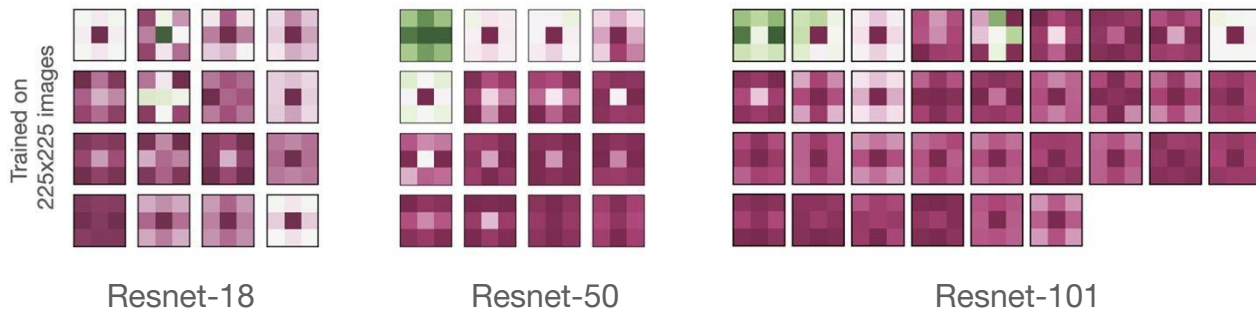 Trained on
225x225 images
Resnet-18
Resnet-50
Resnet-101